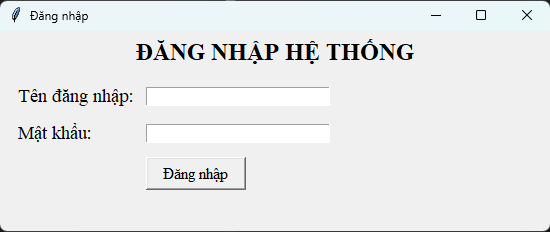 Đăng nhập
ĐĂNG NHẬP HỆ THỐNG
Tên đăng nhập:
Mật khẩu:
Đăng nhập